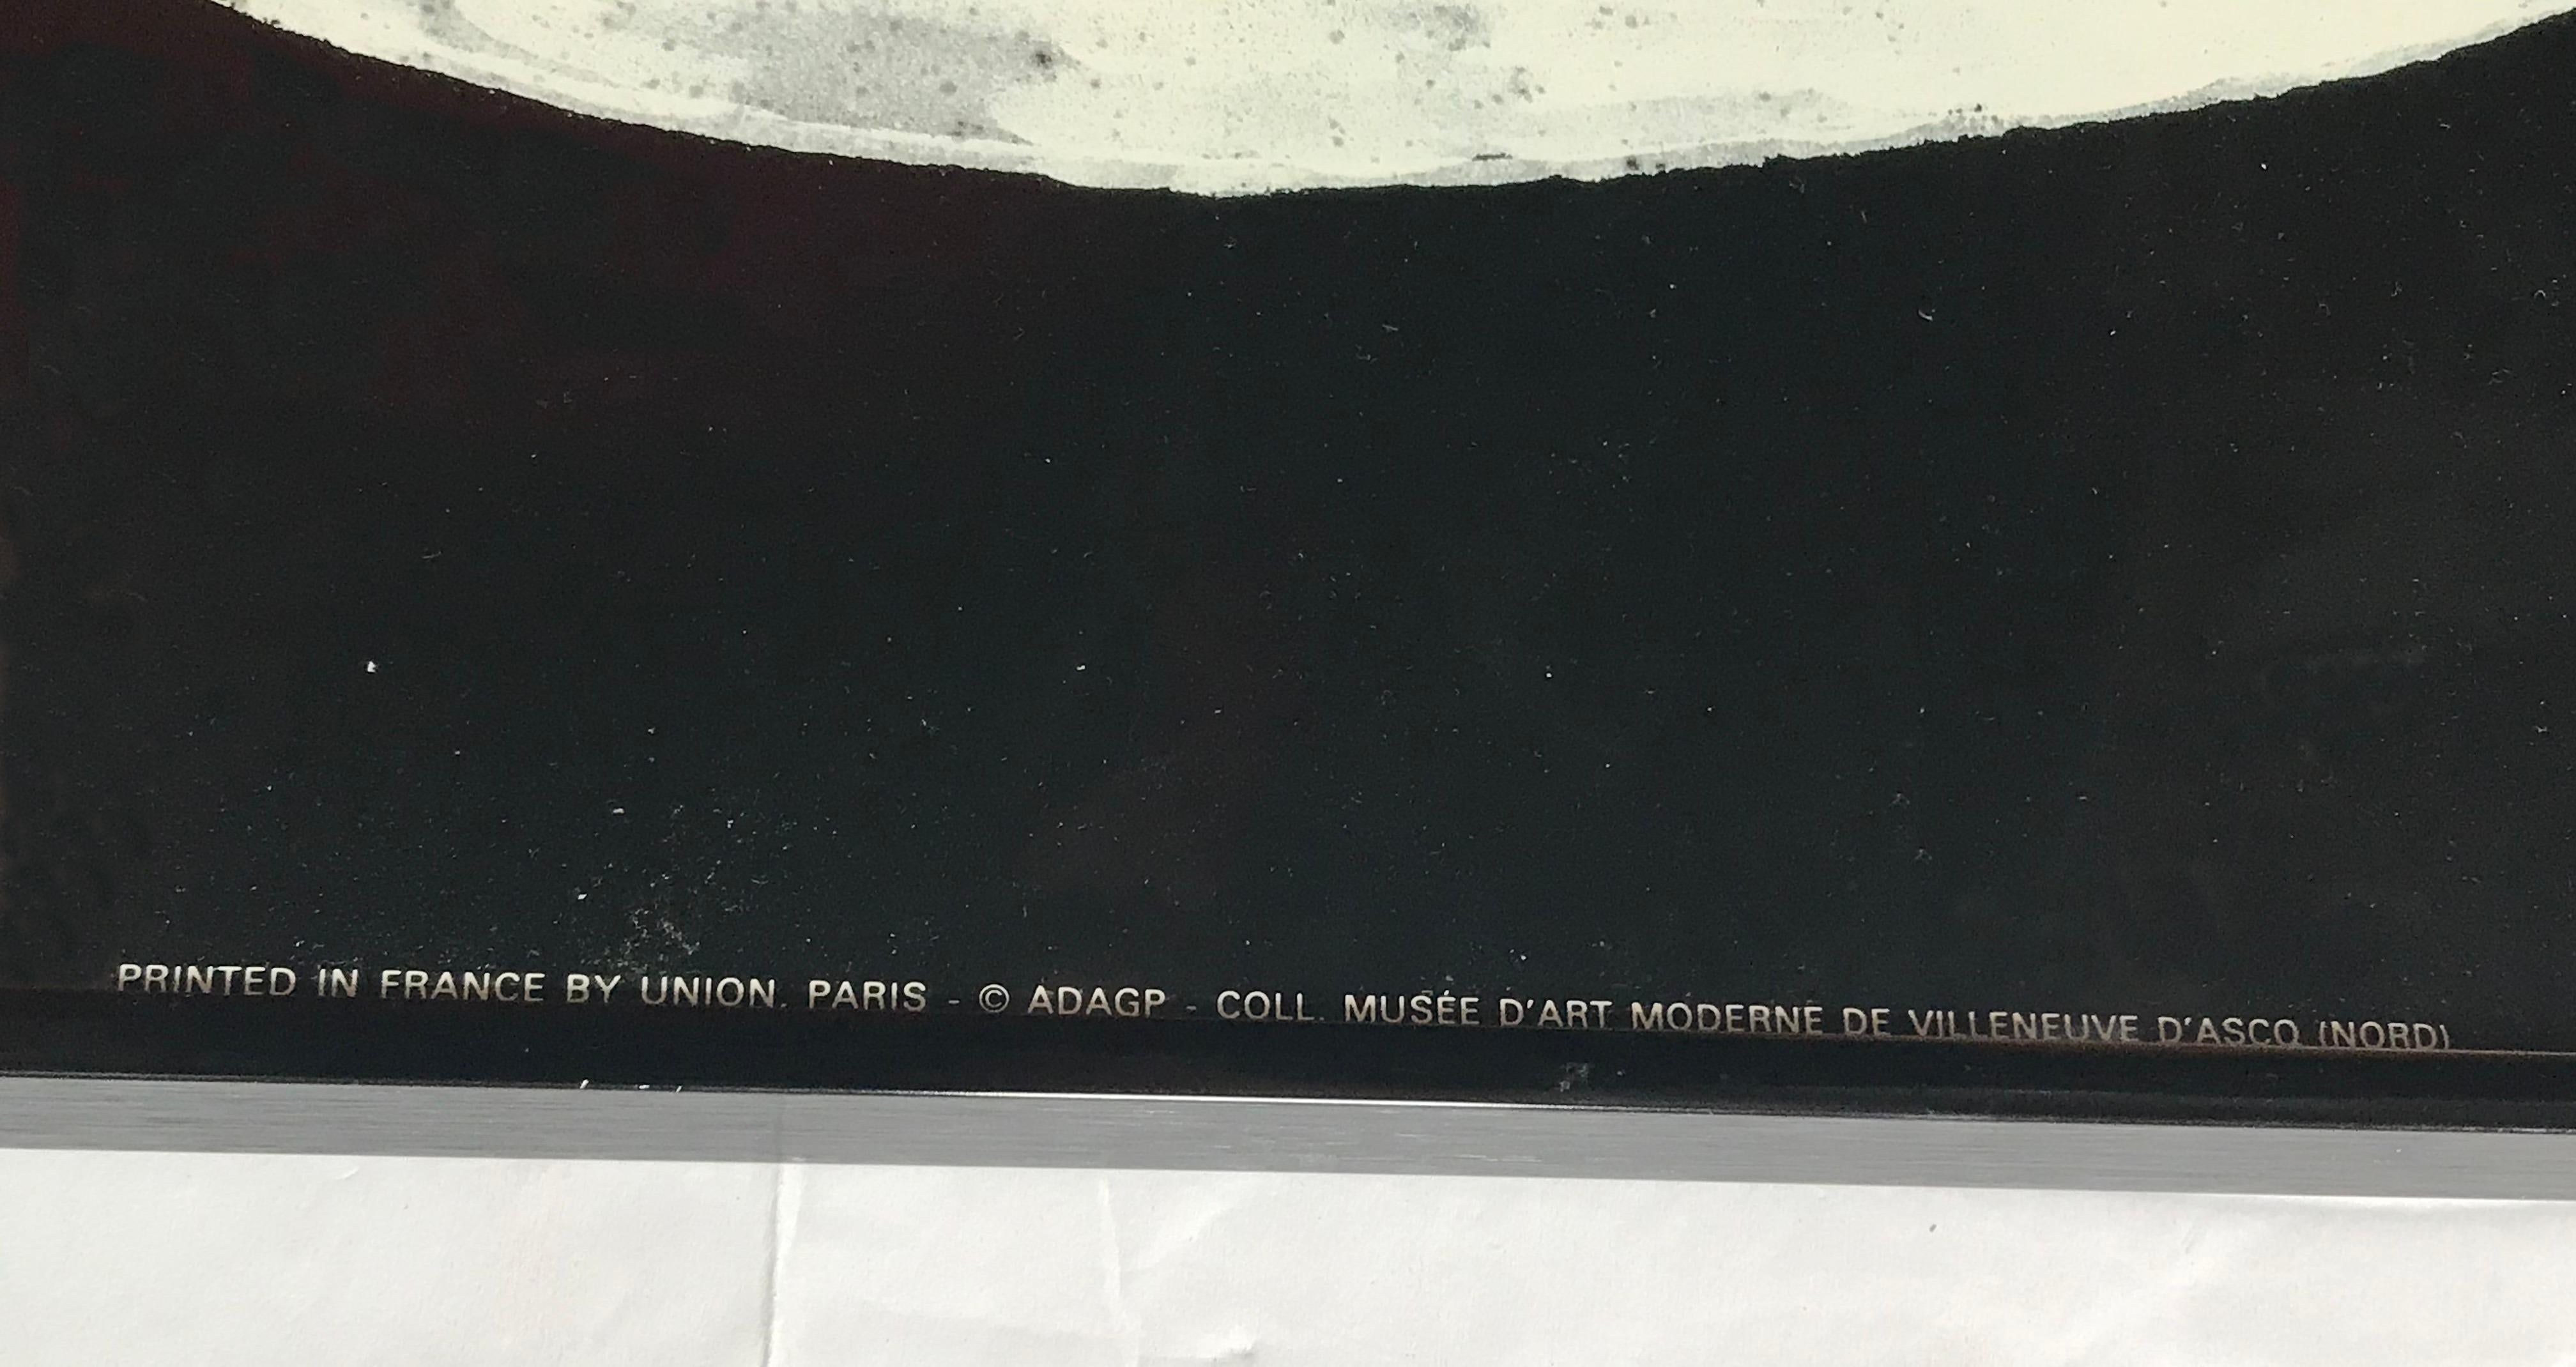 PRINTED IN FRANCE BY UNION. PARIS - © ADAGP - COLL. MUSÉE D'ART MODERNE DE VILLENEUVE D'ASCQ (NORD)